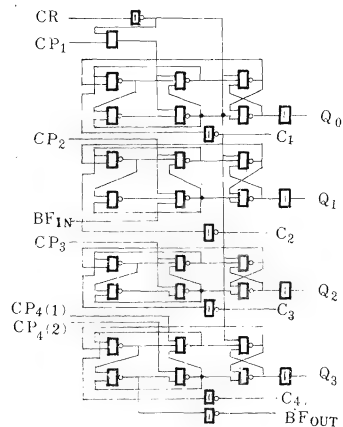 CR
CP1
Q0
C1
CP2
Q1
BFIN
C2
CP3
Q2
CP4(1)
C3
CP4(2)
Q3
C4
BFOUT